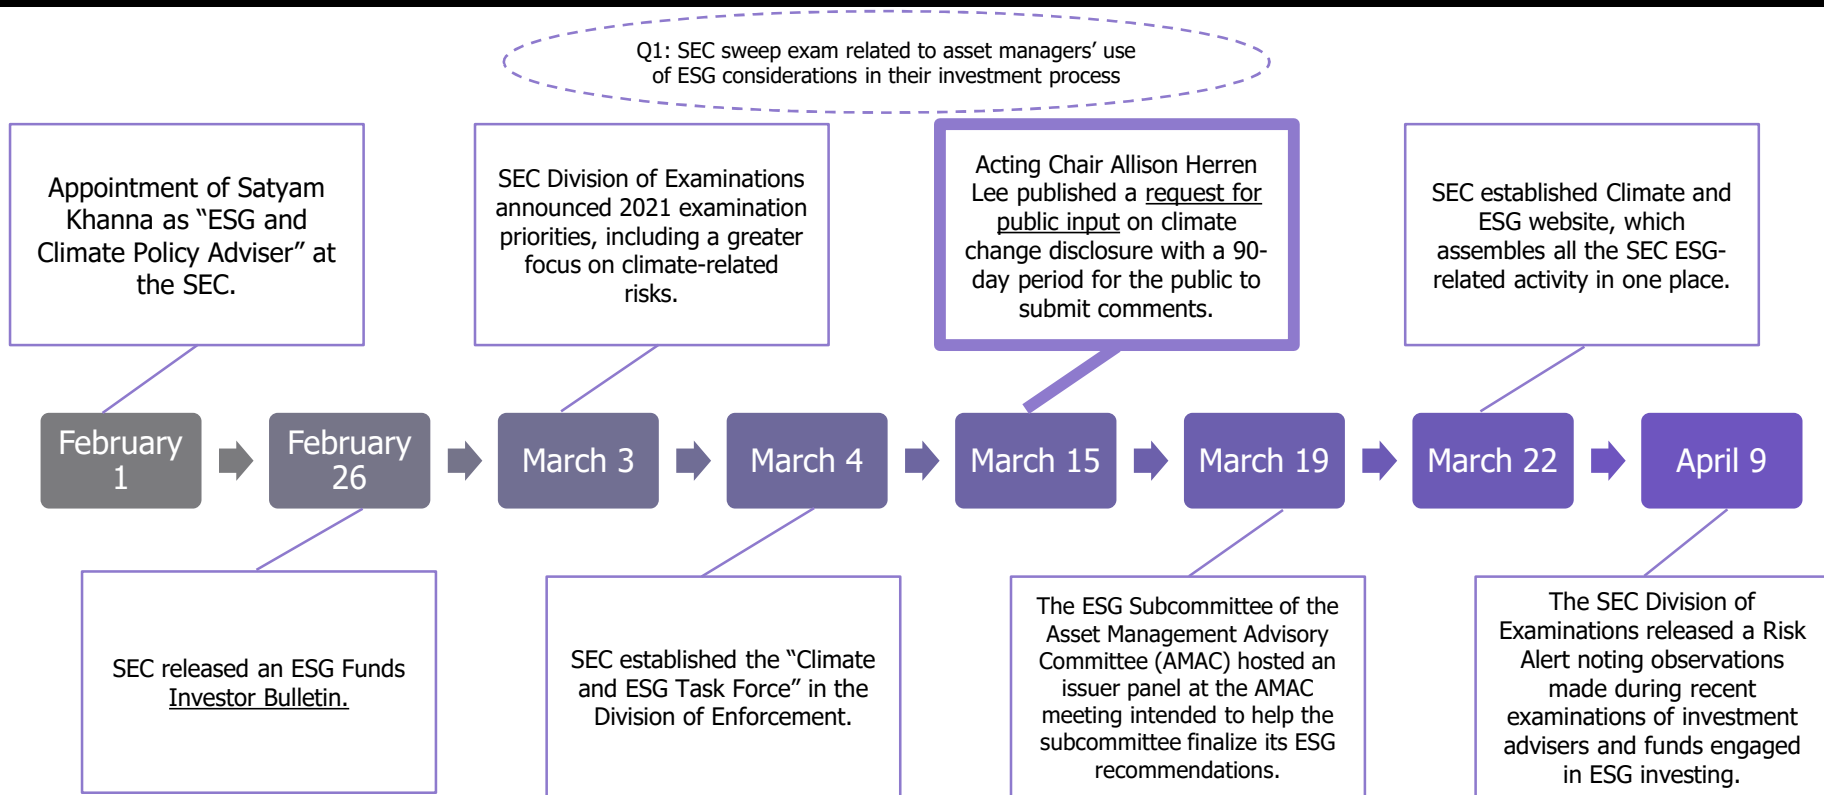 Q1: SEC sweep exam related to asset managers’ use
of ESG considerations in their investment process
Appointment of Satyam
Khanna as “ESG and
Climate Policy Adviser” at
the SEC.
SEC Division of Examinations
announced 2021 examination
priorities, including a greater
focus on climate-related
risks.
Acting Chair Allison Herren
Lee published a request for
public input on climate
change disclosure with a 90-
day period for the public to
submit comments.
SEC established Climate and
ESG website, which
assembles all the SEC ESG-
related activity in one place.
February
1
February
26
March 3
March 4
March 15
March 19
March 22
April 9
SEC released an ESG Funds
Investor Bulletin.
SEC established the “Climate
and ESG Task Force” in the
Division of Enforcement.
The ESG Subcommittee of the
Asset Management Advisory
Committee (AMAC) hosted an
issuer panel at the AMAC
meeting intended to help the
subcommittee finalize its ESG
recommendations.
The SEC Division of
Examinations released a Risk
Alert noting observations
made during recent
examinations of investment
advisers and funds engaged
in ESG investing.